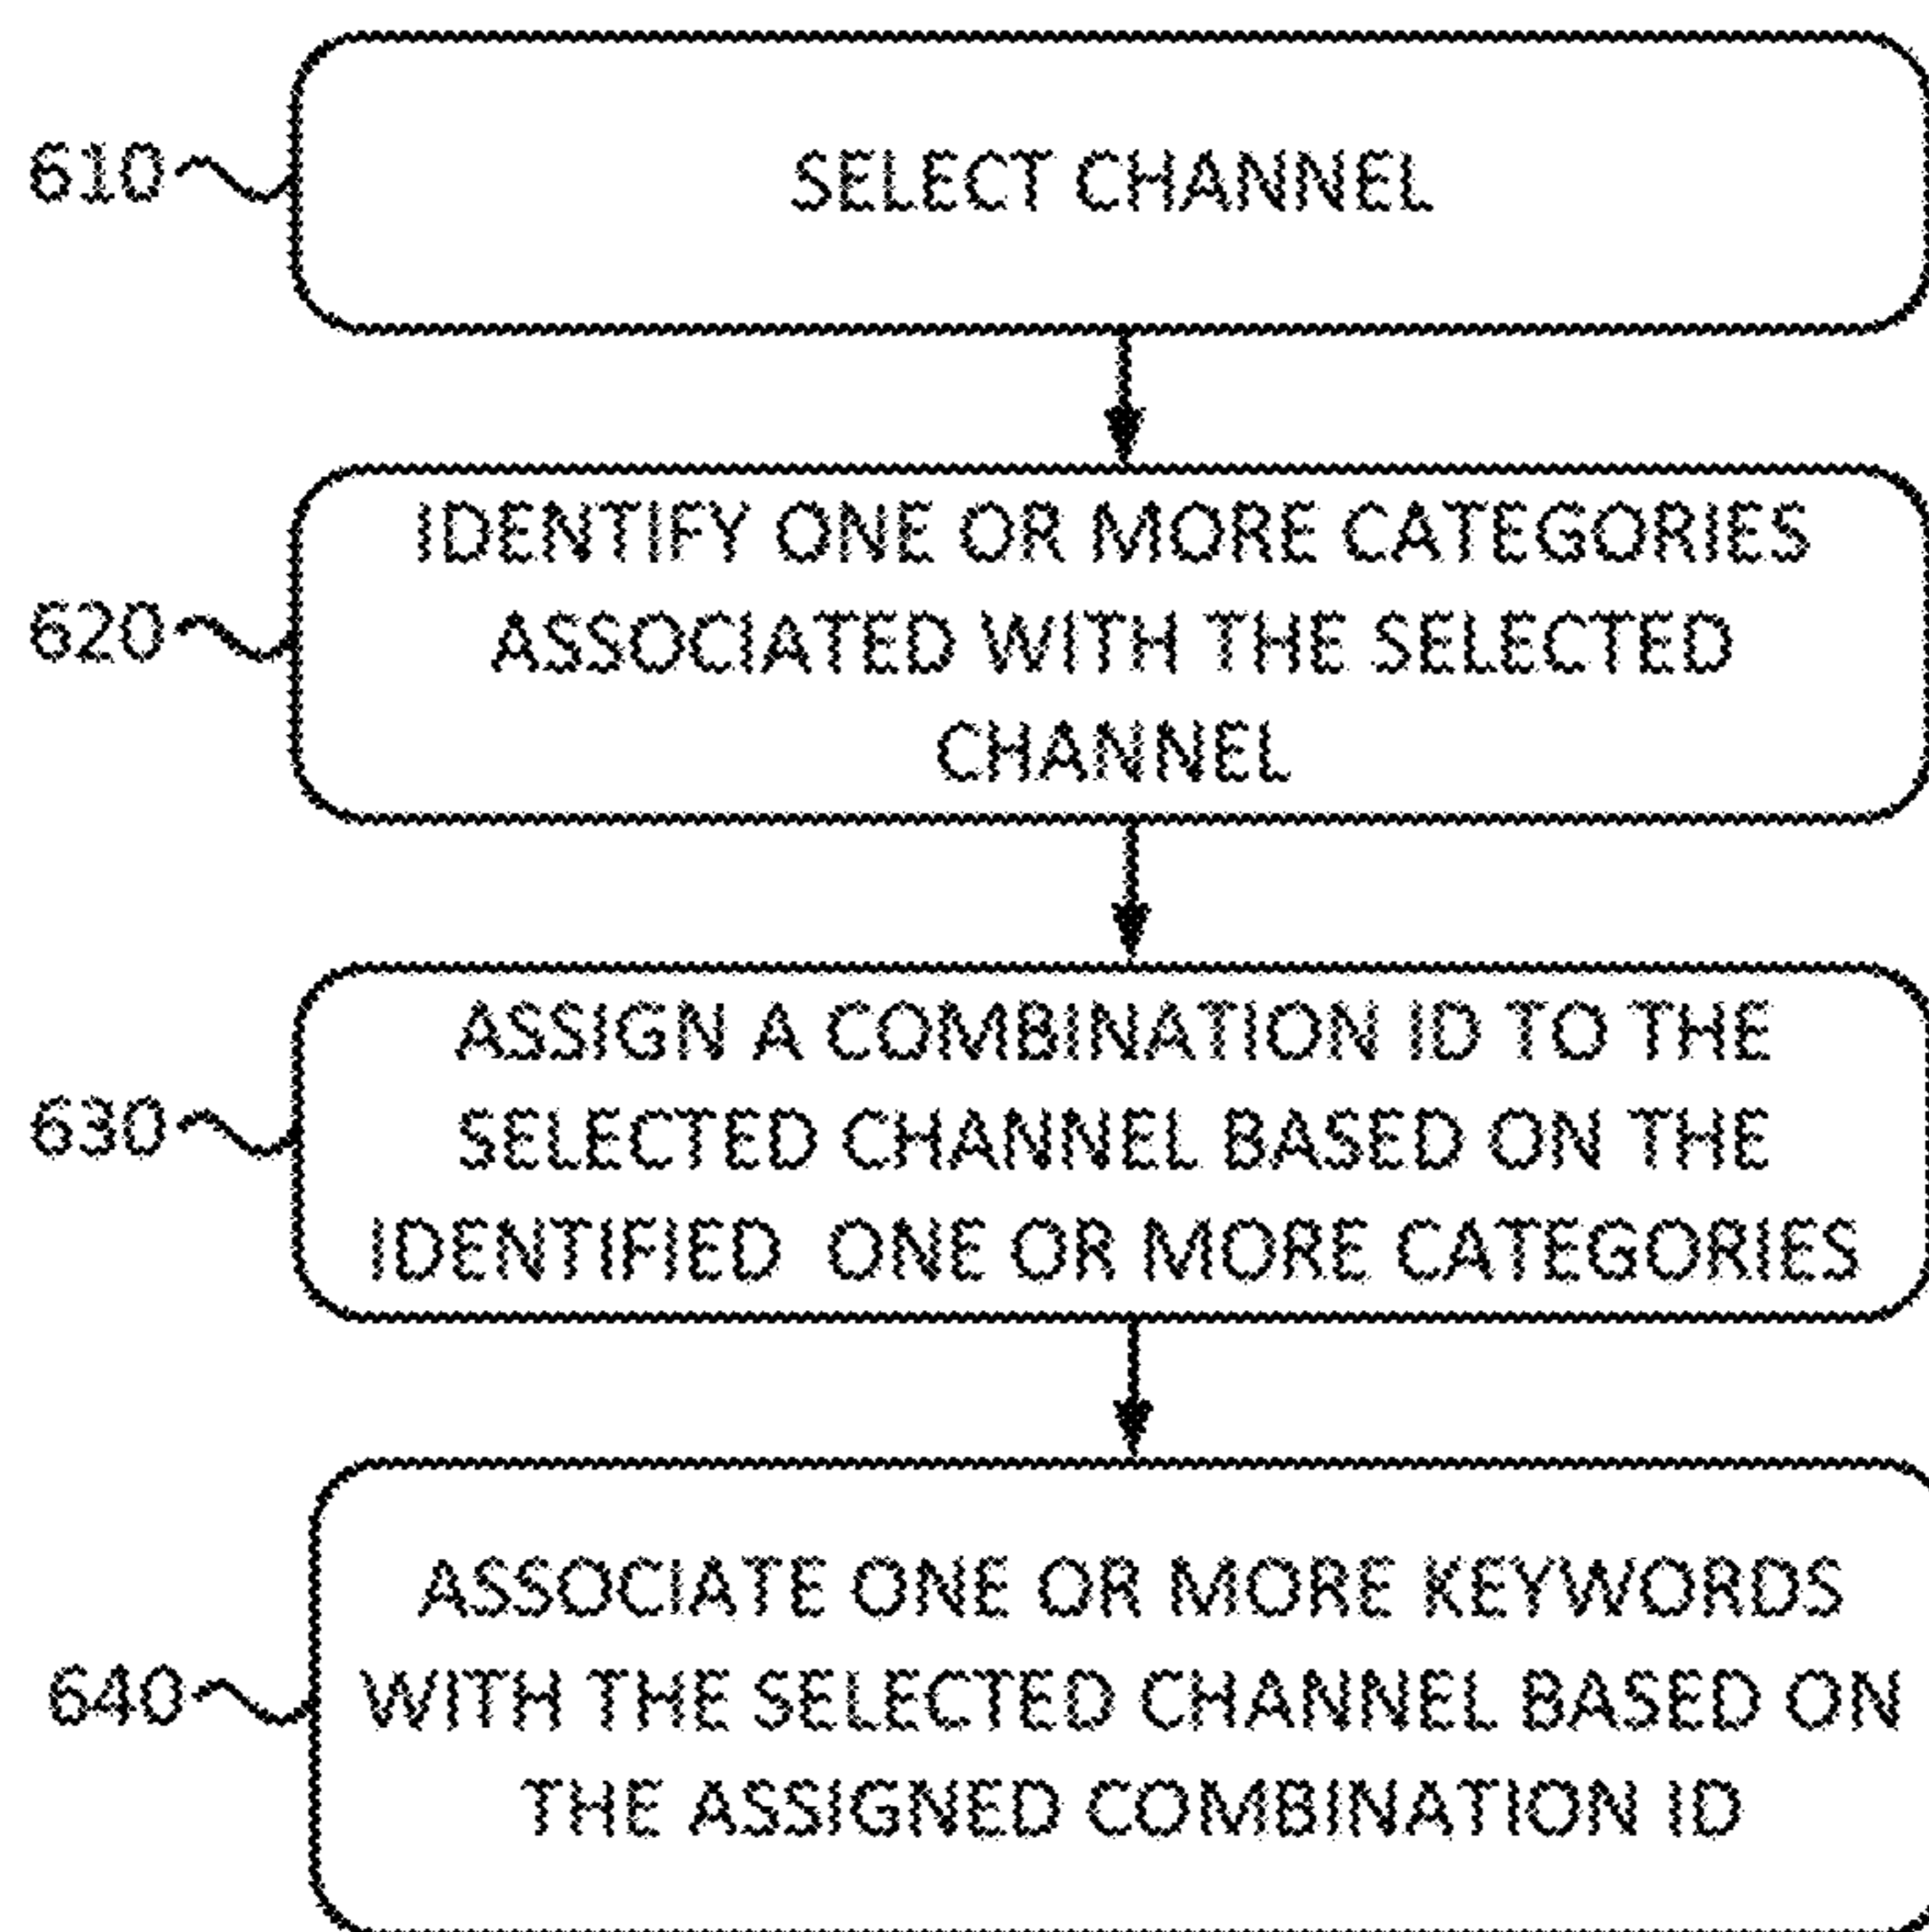 610
SELECT CHANNEL
IDENTIFY ONE OR MORE CATEGORIES
620
ASSOCIATED WITH THE SELECTED
CHANNEL
ASSIGN A COMBINATION ID TO THE
630
SELECTED CHANNEL BASED ON THE
IDENTIFIED ONE OR MORE CATEGORIES
ASSOCIATE ONE OR MORE KEYWORDS
640
WITH THE SELECTED CHANNEL BASED ON
THE ASSIGNED COMBINATION ID